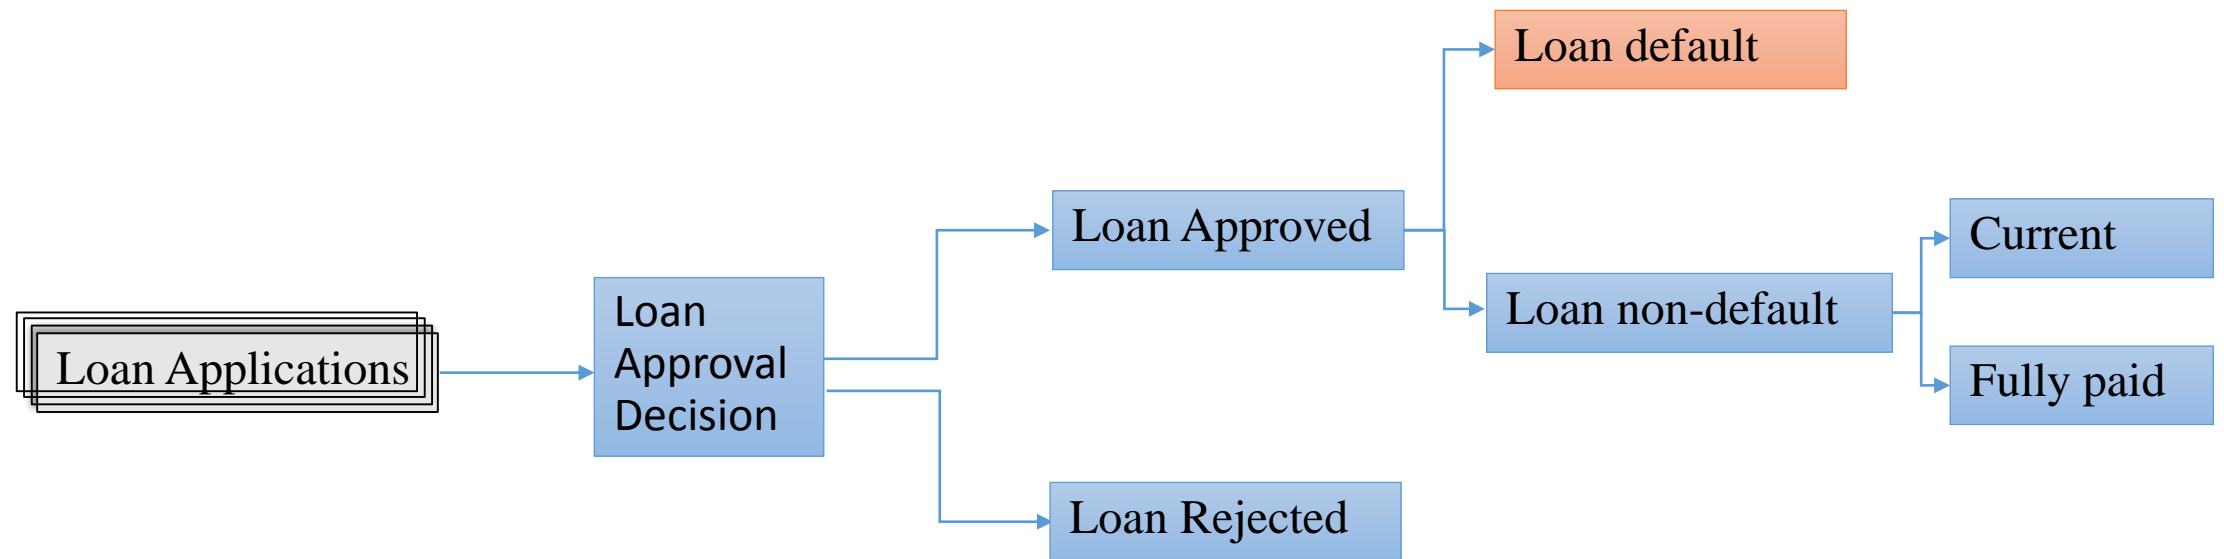 Loan Applications
Loan
Approval
Decision
Loan Approved
Loan Rejected
Loan default
Loan non-default
Current
Fully paid